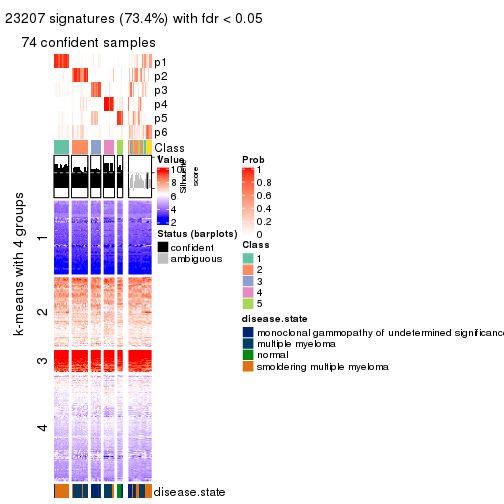 23207 signatures (73.4%) with fdr < 0.05
74 confident samples
p1
p2
p3
p4
p5
p6
Class
k-means with 4 groups
1
2
3
4
Value
10
8
6
4
2
Silhouette
score
Status (barplots)
confident
ambiguous
Prob
1
0.8
0.6
0.4
0.2
0
Class
1
2
3
4
5
disease.state
monoclonal gammopathy of undetermined significance
multiple myeloma
normal
smoldering multiple myeloma
disease.state